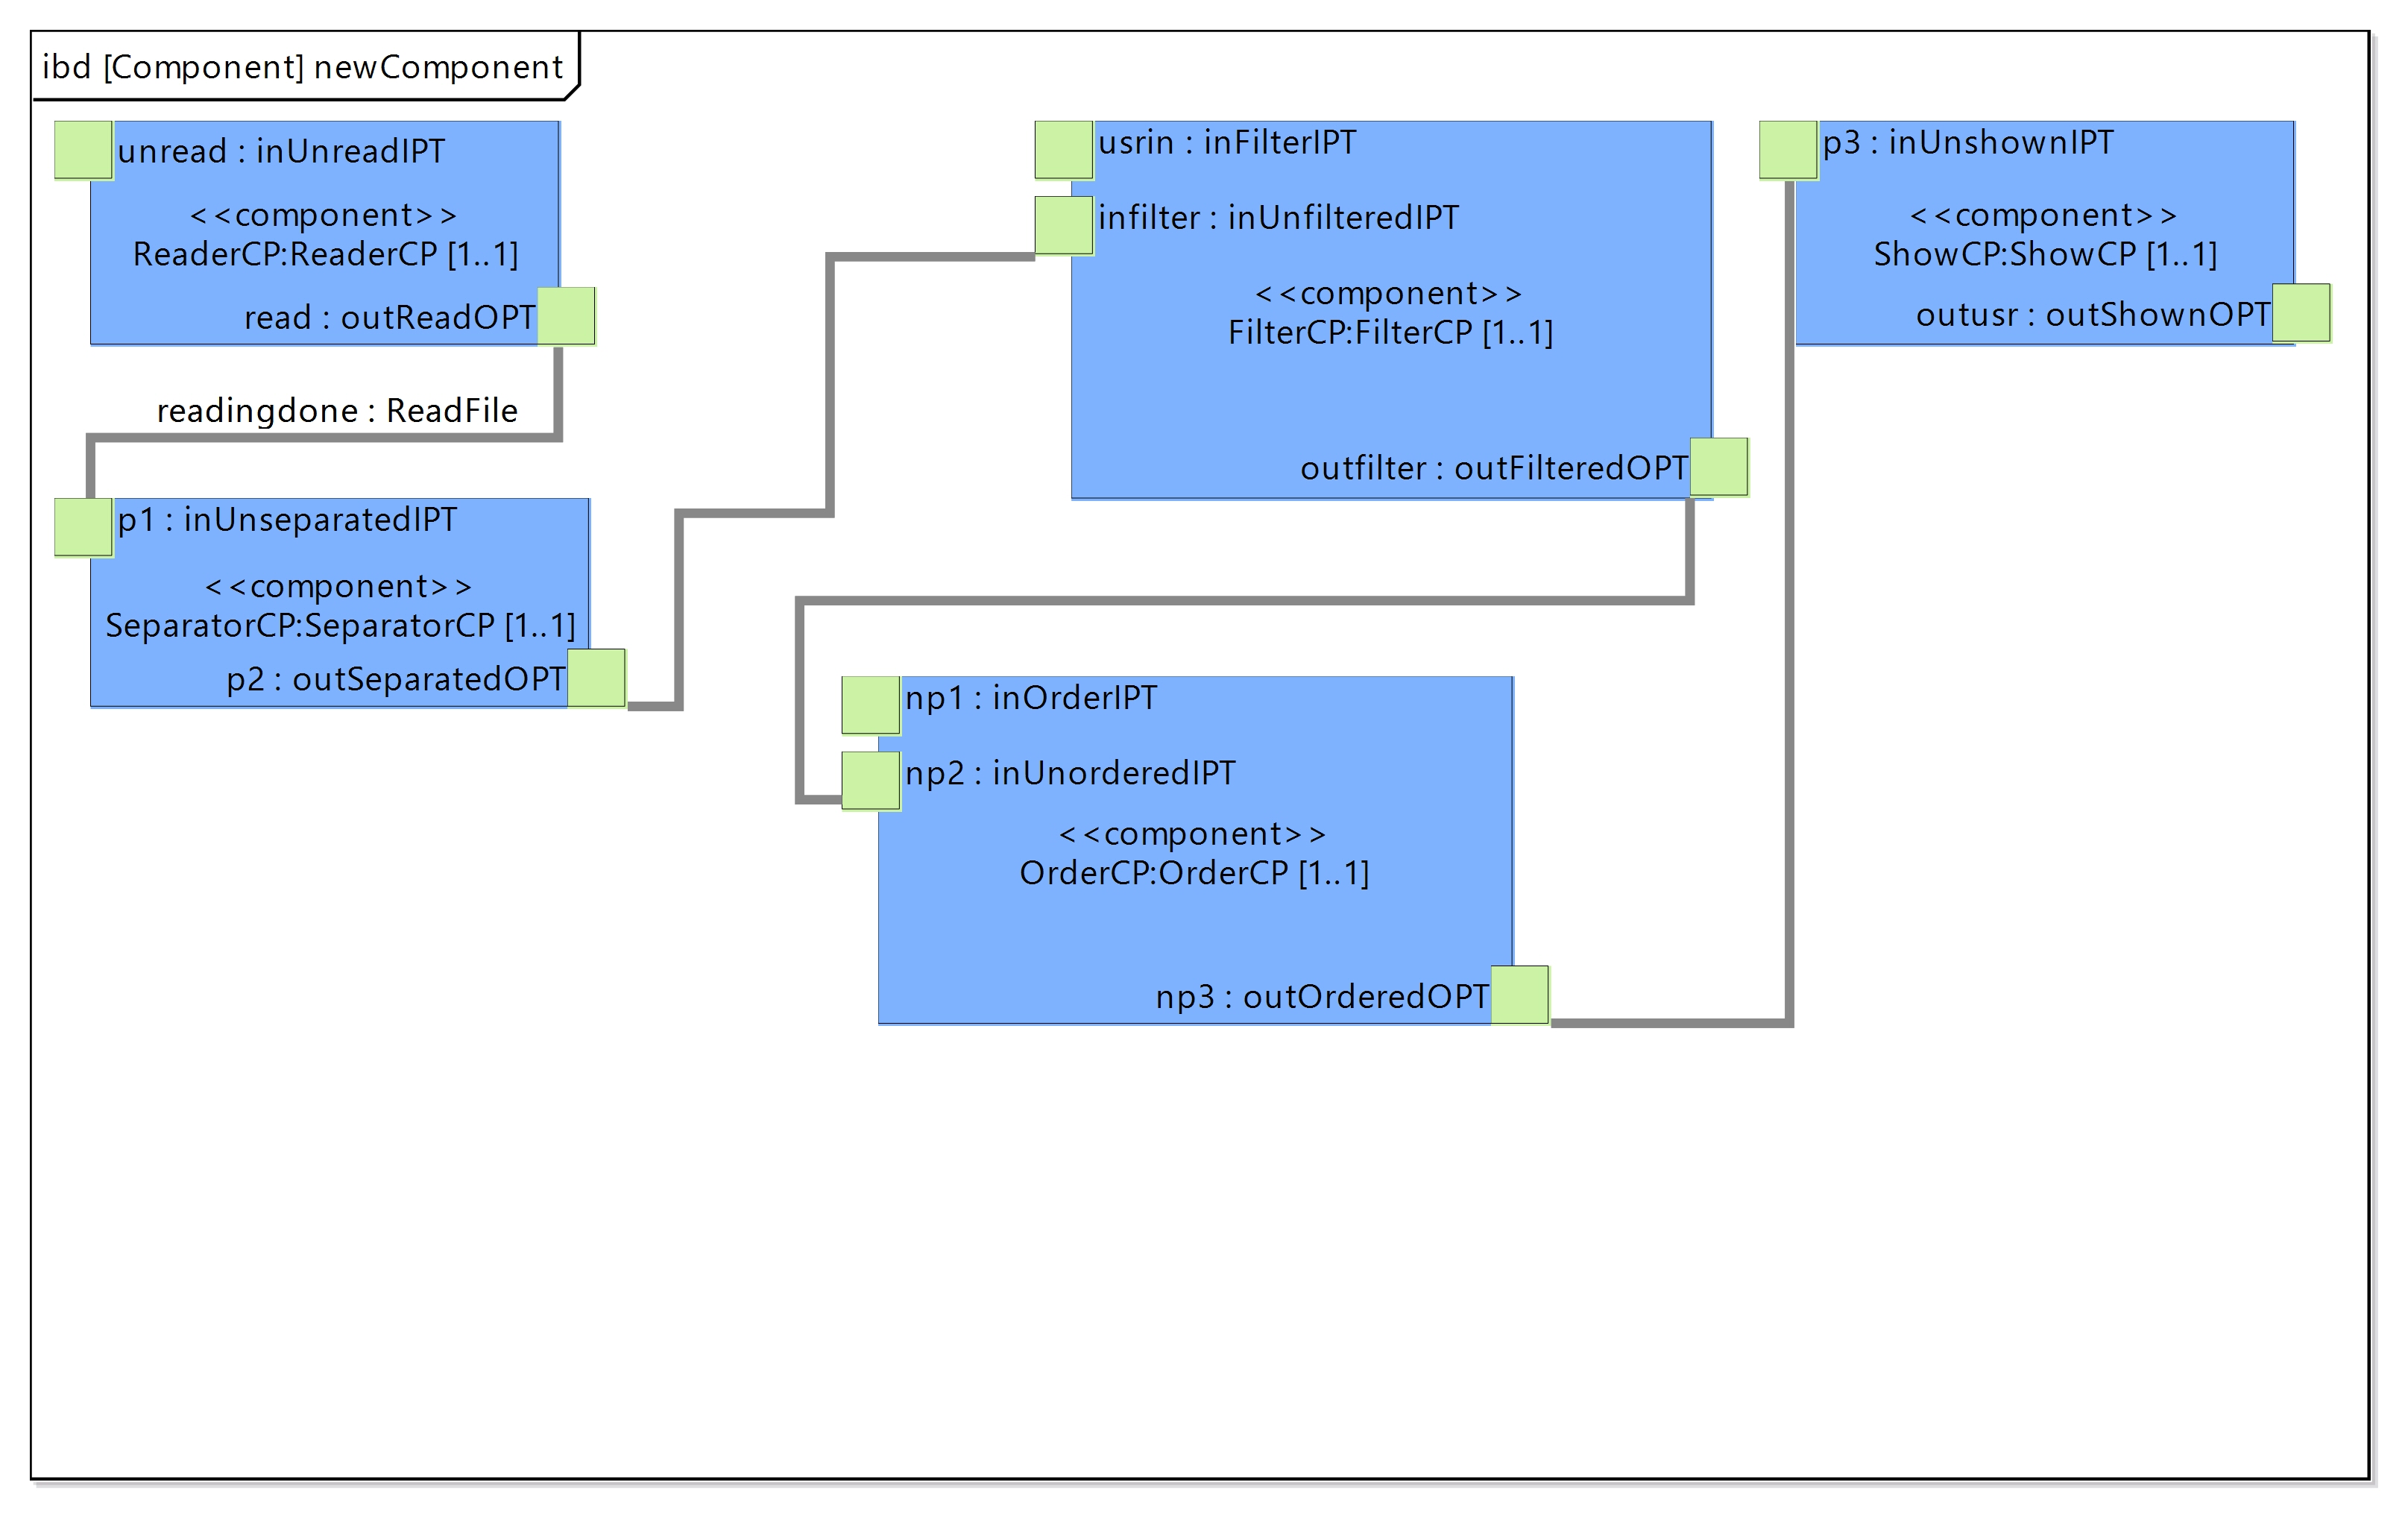 ibd [Component] newComponent
unread : inUnreadIPT
<<component>>
ReaderCP:ReaderCP [1..1]
read : outReadOPT
readingdone : ReadFile
p1 : inUnseparatedIPT
<<component>>
SeparatorCP:SeparatorCP [1..1]
p2 : outSeparatedOPT
usrin : inFilterIPT
infilter : inUnfilteredIPT
<<component>>
FilterCP:FilterCP [1..1]
outfilter : outFilteredOPT
np1 : inOrderIPT
np2 : inUnorderedIPT
<<component>>
OrderCP:OrderCP [1..1]
np3 : outOrderedOPT
p3 : inUnshownIPT
<<component>>
ShowCP:ShowCP [1..1]
outusr : outShownOPT